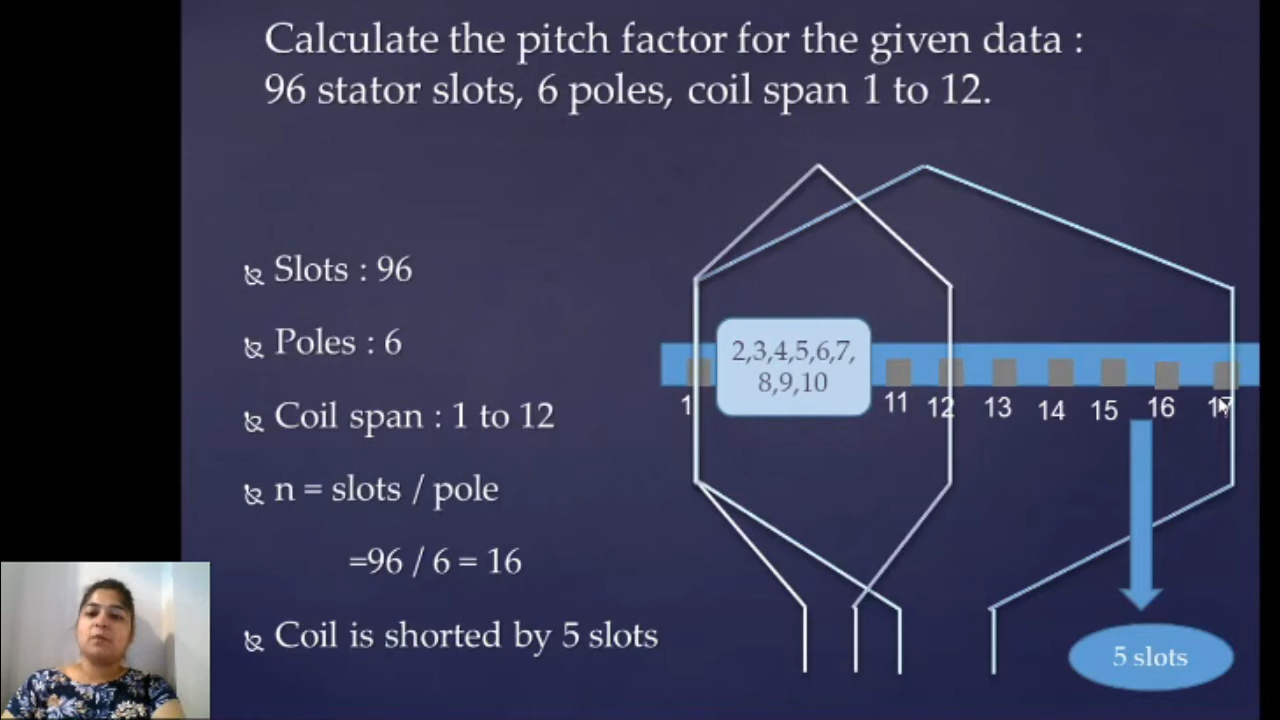 Calculate the pitch factor for the given data :
96 stator slots, 6 poles, coil span 1 to 12.
Slots : 96
Poles : 6
Coil span : 1 to 12
n = slots / pole
=96 / 6 = 16
Coil is shorted by 5 slots
2,3,4,5,6,7,
8,9,10
1 11 12 13 14 15 16 17
5 slots